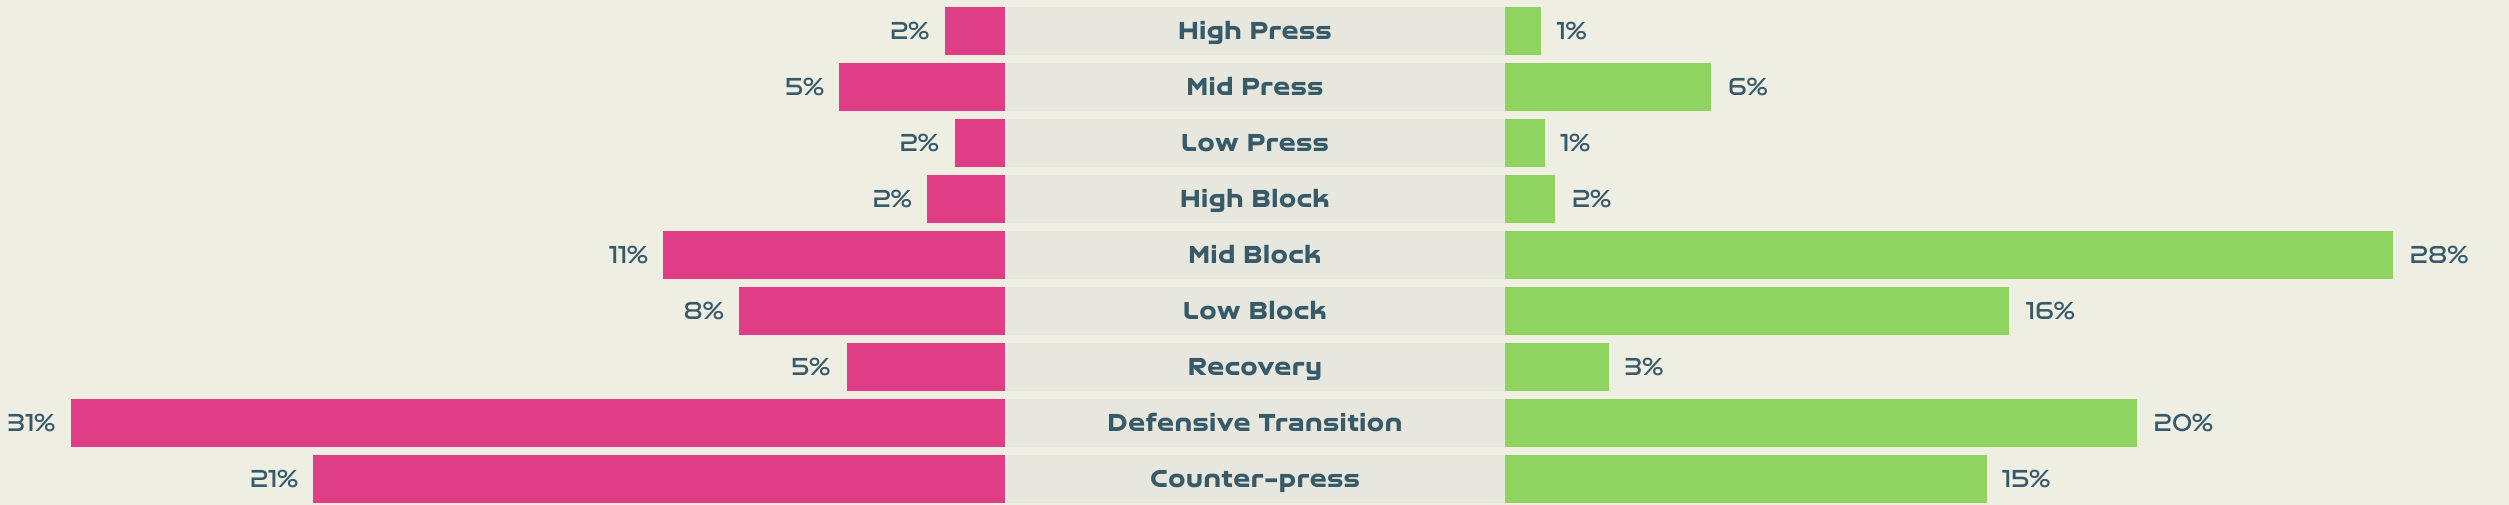 2% High Press 1%
5% Mid Press 6%
2% Low Press 1%
2% High Block 2%
11% Mid Block 28%
8% Low Block 16%
5% Recovery 3%
31% Defensive Transition 20%
21% Counter-press 15%